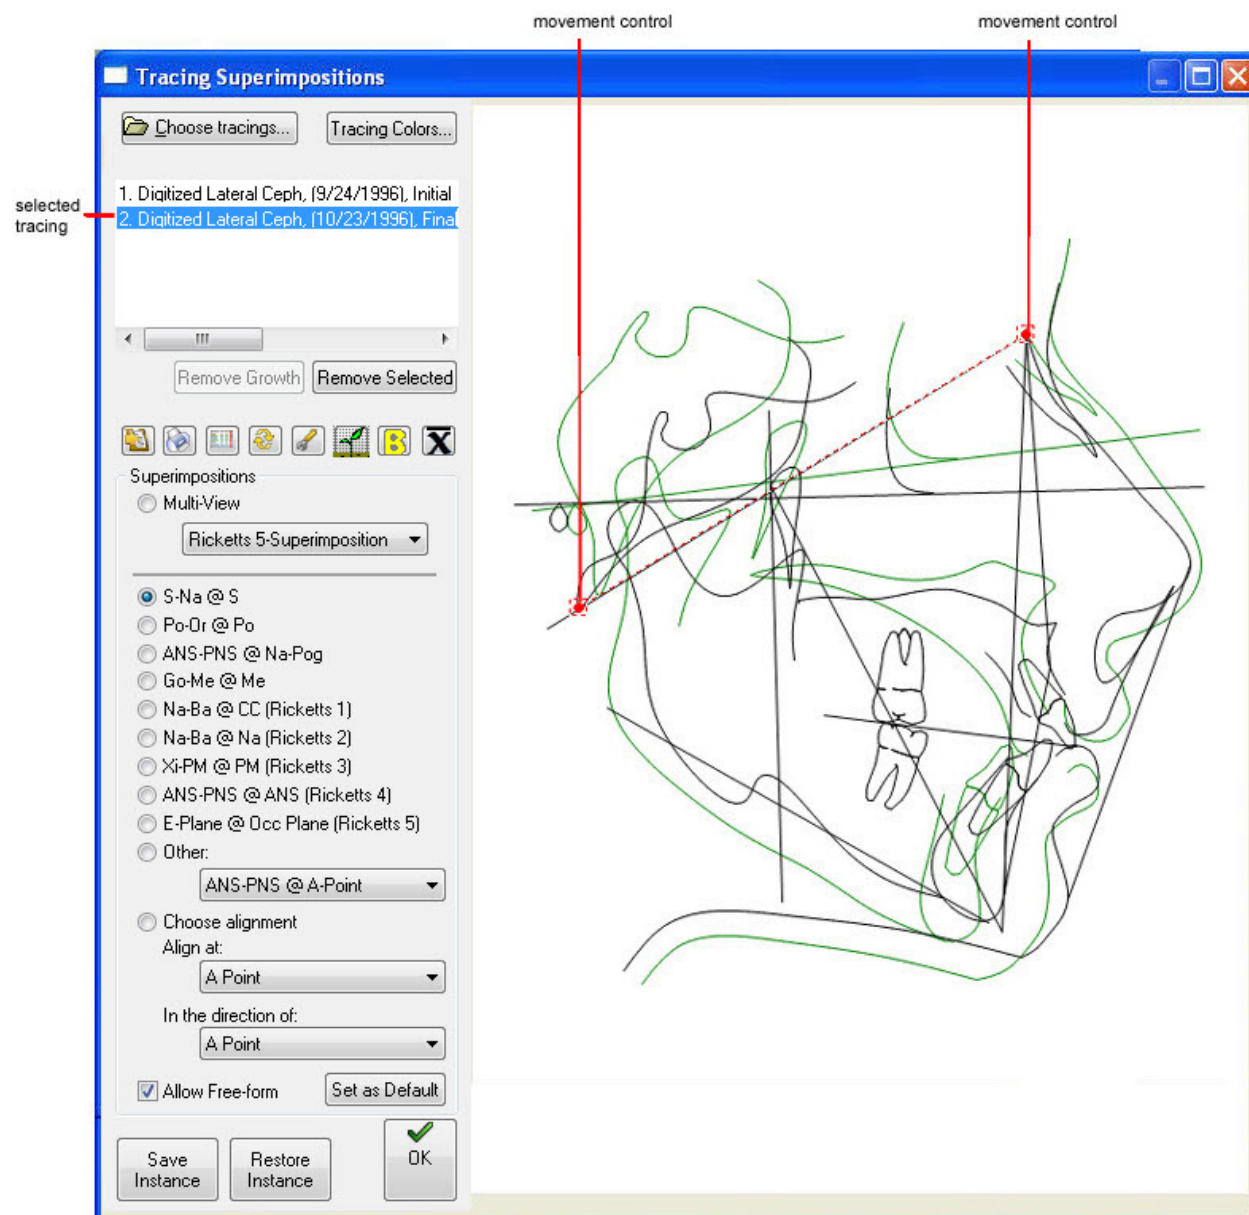 movement control
movement control
Tracing Superimpositions
Choose tracings...
Tracing Colors...
selected
tracing
1. Digitized Lateral Ceph, (9/24/1996), Initial
2. Digitized Lateral Ceph, (10/23/1996), Final
Remove Growth
Remove Selected
Superimpositions
Multi-View
Ricketts 5-Superimposition
S-Na @ S
Po-Or @ Po
ANS-PNS @ Na-Pog
Go-Me @ Me
Na-Ba @ CC (Ricketts 1)
Na-Ba @ Na (Ricketts 2)
Xi-PM @ PM (Ricketts 3)
ANS-PNS @ ANS (Ricketts 4)
E-Plane @ Occ Plane (Ricketts 5)
Other:
ANS-PNS @ A-Point
Choose alignment
Align at:
A Point
In the direction of:
A Point
Allow Free-form
Set as Default
Save
Instance
Restore
Instance
OK